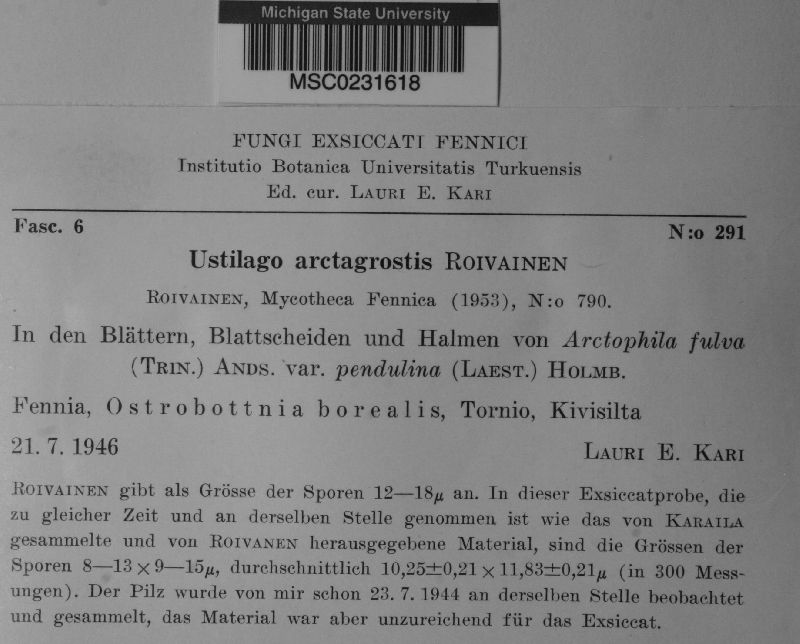 Michigan State University
MSC0231618
FUNGI EXSICCATI FENNICI
Institutio Botanica Universitatis Turkuensis
Ed. cur. LAURI E. KARI
Fasc. 6
N:o 291
Ustilago arctagrostis ROIVAINEN
ROIVAINEN, Mycotheca Fennica (1953), N:o 790.
In den Blättern, Blattscheiden und Halmen von Arctophila fulva
(TRIN.) ANDS. var. pendulina (LAEST.) HOLMB.
Fennia, Ostrobottnia borealis, Tornio, Kivisilta
21. 7. 1946
LAURI E. KARI
ROIVAINEN gibt als Grösse der Sporen 12—18µ an. In dieser Exsiccatprobe, die
zu gleicher Zeit und an derselben Stelle genommen ist wie das von KARAILA
gesammelte und von ROIVANEN herausgegebene Material, sind die Grössen der
Sporen 8—13 × 9—15µ, durchschnittlich 10,25±0,21 × 11,83±0,21µ (in 300 Mess-
ungen). Der Pilz wurde von mir schon 23. 7. 1944 an derselben Stelle beobachtet
und gesammelt, das Material war aber unzureichend für das Exsiccat.